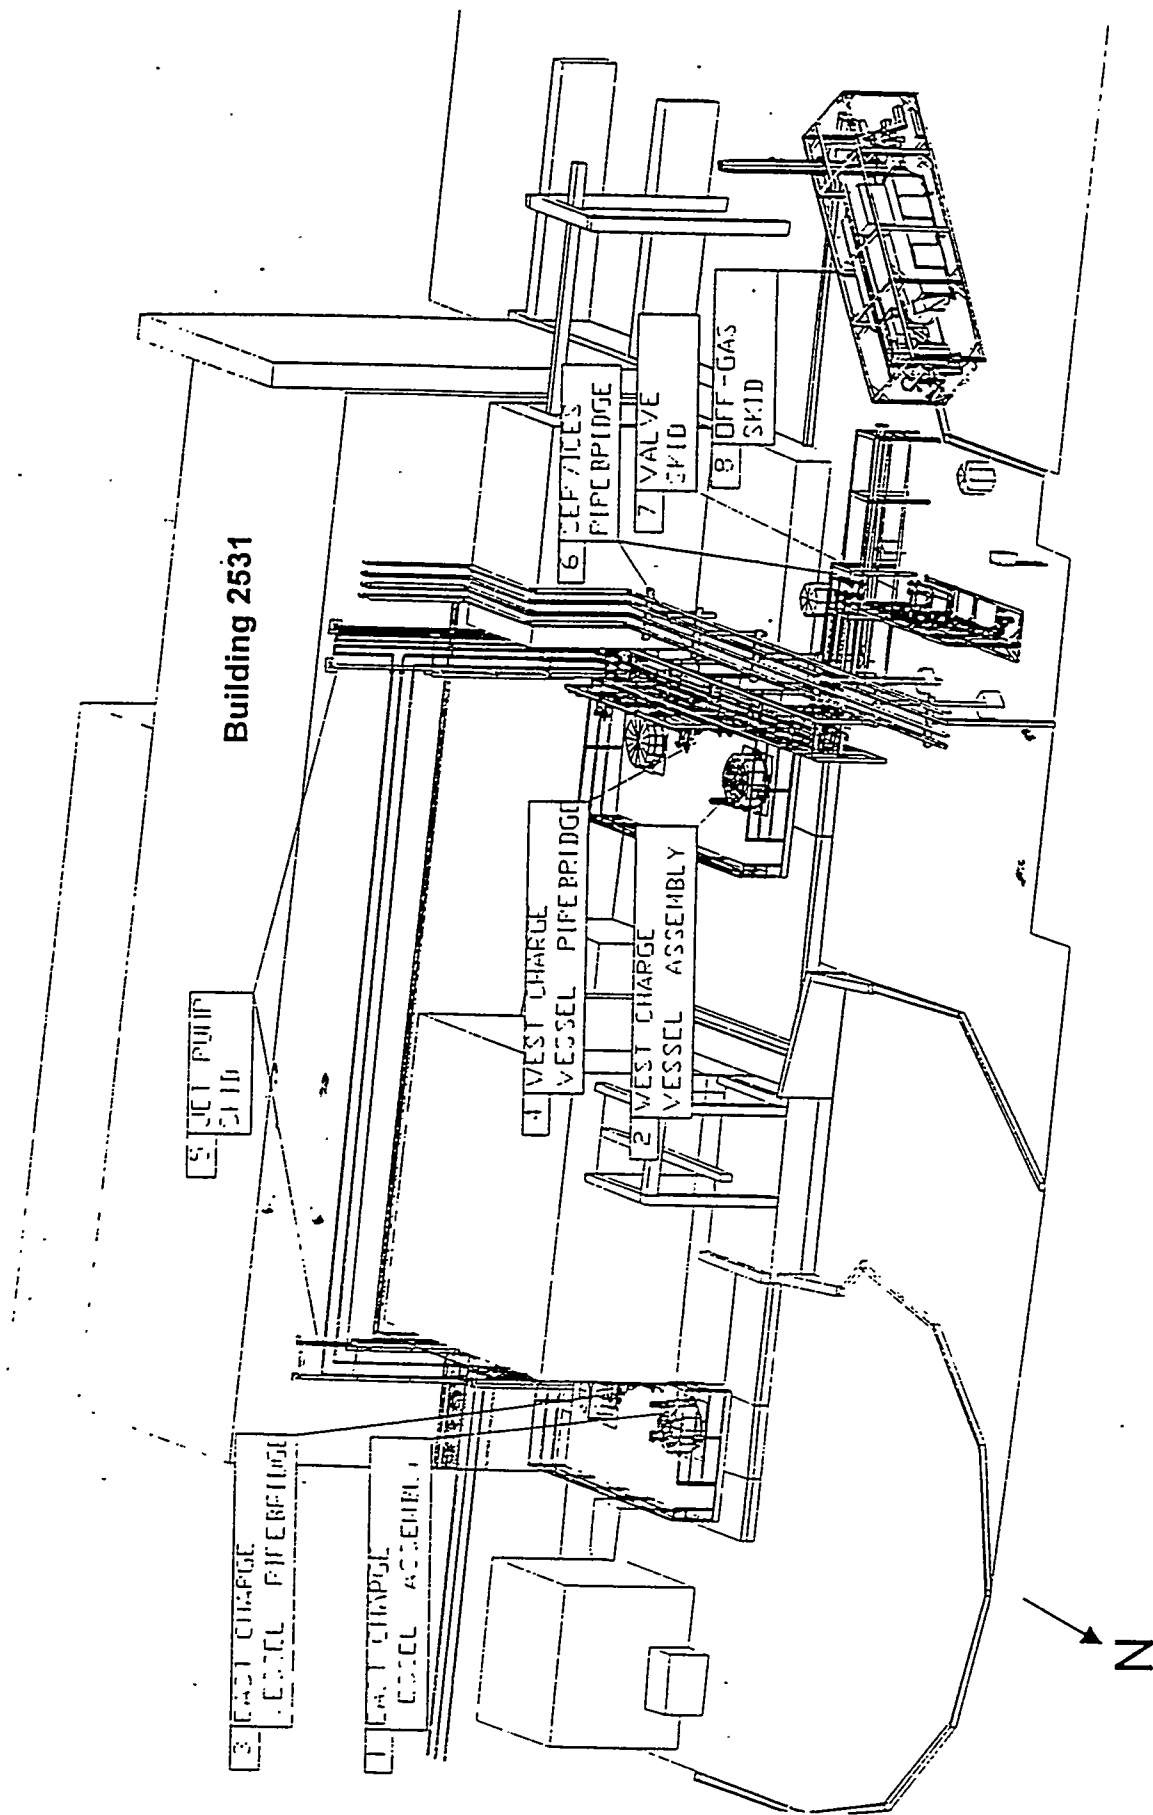 Building 2531
5 JET PUMP
SKID
3 EAST CHARGE
VESSEL PIPEBRIDGE
1 EAST CHARGE
VESSEL ASSEMBLY
4 WEST CHARGE
VESSEL PIPEBRIDGE
2 WEST CHARGE
VESSEL ASSEMBLY
6 SERVICES
PIPEBRIDGE
7 VALVE
SKID
8 OFF-GAS
SKID
N